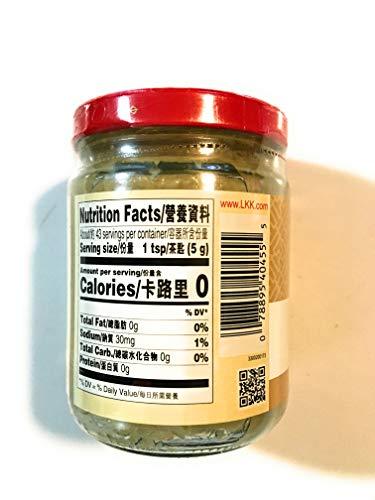 Nutrition Facts/營養資料
About/約 43 servings per container/容器所含份量
Serving size/份量 1 tsp/茶匙 (5 g)
Amount per serving/份量含
Calories/卡路里 0
% DV*
Total Fat/總脂肪 0g 0%
Sodium/鈉質 30mg 1%
Total Carb./總碳水化合物 0g 0%
Protein/蛋白質 0g
*% DV = % Daily Value/每日所需營養
www.LKK.com
0 78895 40455 5